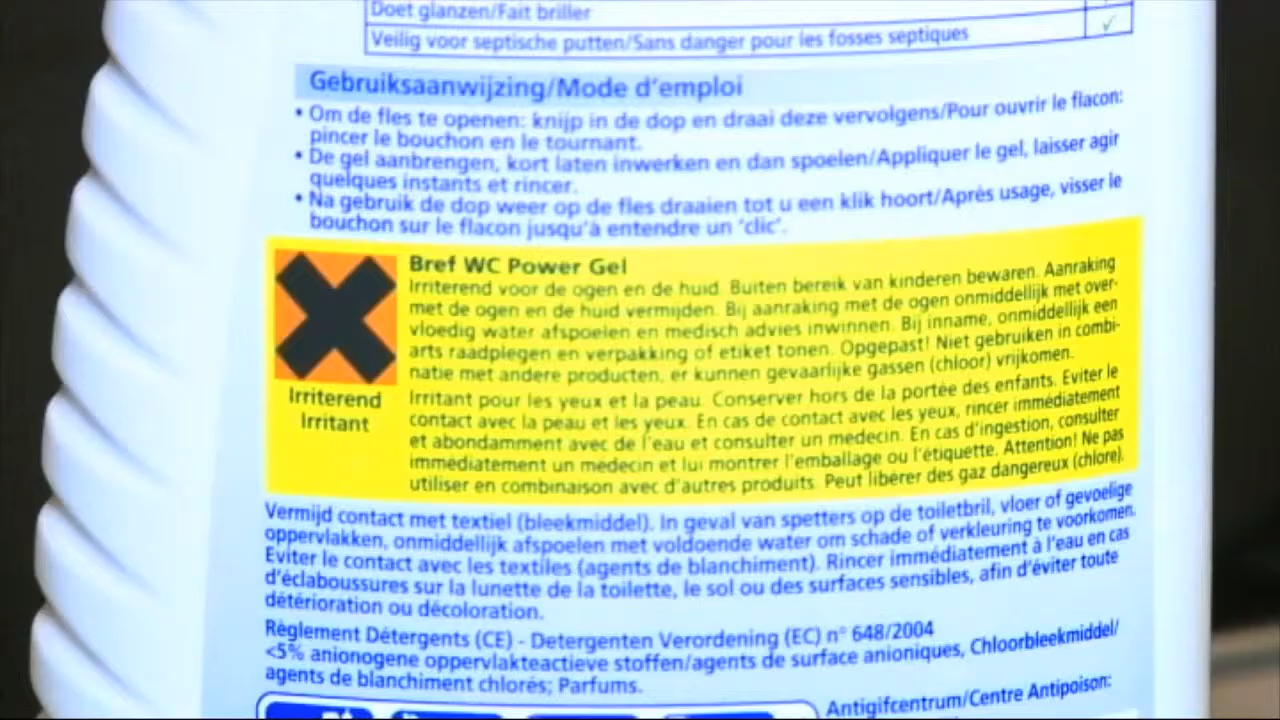 Doet glanzen/Fait briller
Veilig voor septische putten/Sans danger pour les fosses septiques ✓
Gebruiksaanwijzing/Mode d'emploi
• Om de fles te openen: knijp in de dop en draai deze vervolgens/Pour ouvrir le flacon:
pincer le bouchon en le tournant.
• De gel aanbrengen, kort laten inwerken en dan spoelen/Appliquer le gel, laisser agir
quelques instants et rincer.
• Na gebruik de dop weer op de fles draaien tot u een klik hoort/Après usage, visser le
bouchon sur le flacon jusqu'à entendre un 'clic'.
Bref WC Power Gel
Irriterend voor de ogen en de huid. Buiten bereik van kinderen bewaren. Aanraking
met de ogen en de huid vermijden. Bij aanraking met de ogen onmiddellijk met over-
vloedig water afspoelen en medisch advies inwinnen. Bij inname, onmiddellijk een
arts raadplegen en verpakking of etiket tonen. Opgepast! Niet gebruiken in combi-
natie met andere producten, er kunnen gevaarlijke gassen (chloor) vrijkomen.
Irriterend
Irritant
Irritant pour les yeux et la peau. Conserver hors de la portée des enfants. Eviter le
contact avec la peau et les yeux. En cas de contact avec les yeux, rincer immédiatement
et abondamment avec de l'eau et consulter un médecin. En cas d'ingestion, consulter
immédiatement un médecin et lui montrer l'emballage ou l'étiquette. Attention! Ne pas
utiliser en combinaison avec d'autres produits. Peut libérer des gaz dangereux (chlore).
Vermijd contact met textiel (bleekmiddel). In geval van spetters op de toiletbril, vloer of gevoelige
oppervlakken, onmiddellijk afspoelen met voldoende water om schade of verkleuring te voorkomen.
Eviter le contact avec les textiles (agents de blanchiment). Rincer immédiatement à l'eau en cas
d'éclaboussures sur la lunette de la toilette, le sol ou des surfaces sensibles, afin d'éviter toute
détérioration ou décoloration.
Règlement Détergents (CE) - Detergenten Verordening (EC) n° 648/2004
<5% anionogene oppervlakteactieve stoffen/agents de surface anioniques, Chloorbleekmiddel/
agents de blanchiment chlorés; Parfums.
Antigifcentrum/Centre Antipoison: